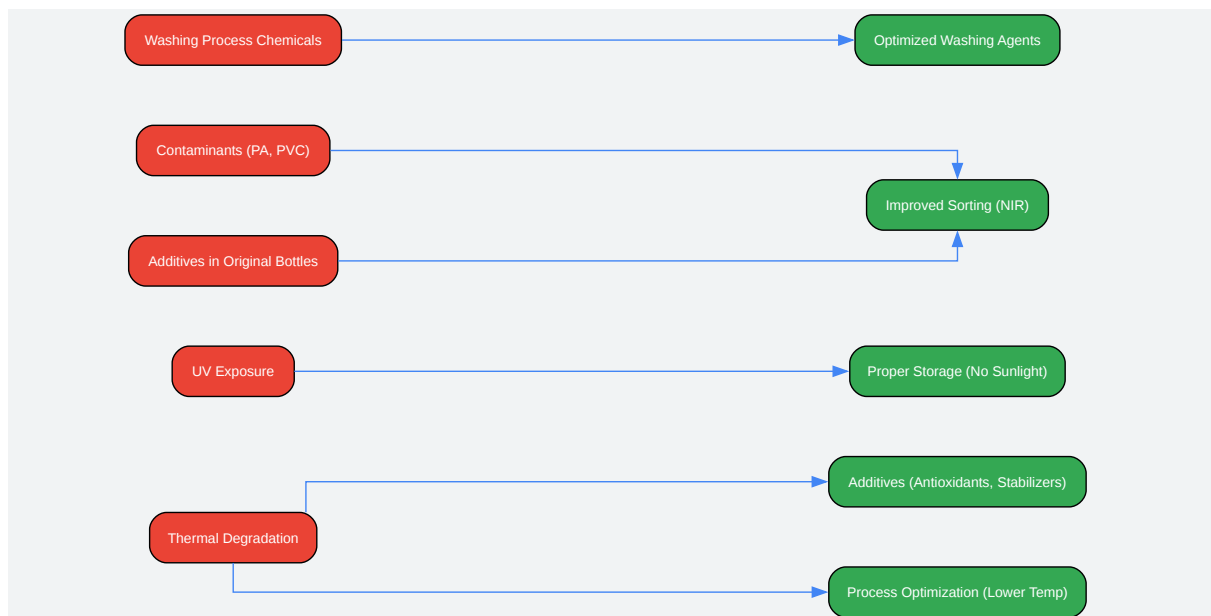 Washing Process Chemicals
Optimized Washing Agents
Contaminants (PA, PVC)
Improved Sorting (NIR)
Additives in Original Bottles
UV Exposure
Proper Storage (No Sunlight)
Additives (Antioxidants, Stabilizers)
Thermal Degradation
Process Optimization (Lower Temp)